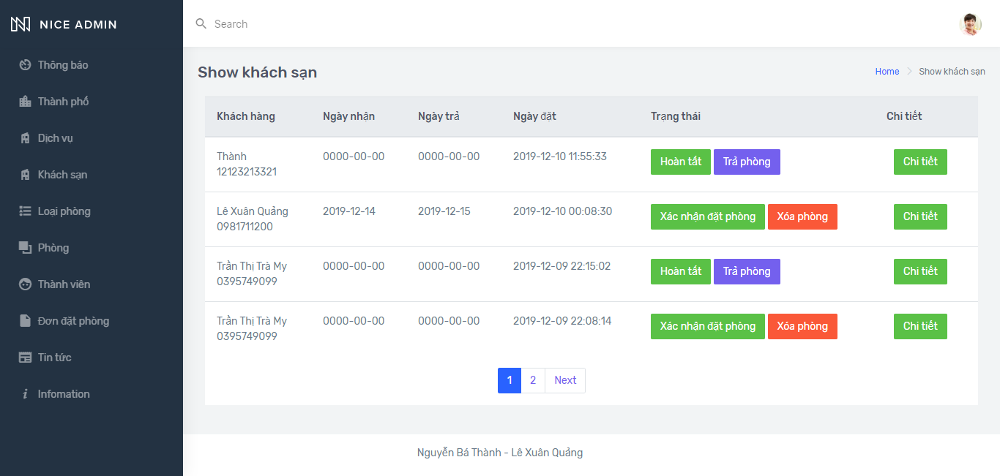 NICE ADMIN
Search
Thông báo
Thành phố
Dịch vụ
Khách sạn
Loại phòng
Phòng
Thành viên
Đơn đặt phòng
Tin tức
Infomation
Show khách sạn
Home Show khách sạn
Khách hàng Ngày nhận Ngày trả Ngày đặt Trạng thái Chi tiết
Thành 0000-00-00 0000-00-00 2019-12-10 11:55:33 Hoàn tất Trả phòng Chi tiết
12123213321
Lê Xuân Quảng 2019-12-14 2019-12-15 2019-12-10 00:08:30 Xác nhận đặt phòng Xóa phòng Chi tiết
0981711200
Trần Thị Trà My 0000-00-00 0000-00-00 2019-12-09 22:15:02 Hoàn tất Trả phòng Chi tiết
0395749099
Trần Thị Trà My 0000-00-00 0000-00-00 2019-12-09 22:08:14 Xác nhận đặt phòng Xóa phòng Chi tiết
0395749099
1 2 Next
Nguyễn Bá Thành - Lê Xuân Quảng